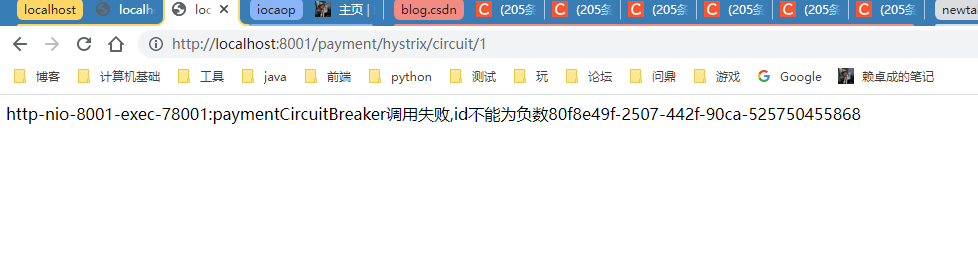 localhost localh loc iocaop 主页 | blog.csdn (205条 (205条 (205条 (205条 (205条 (205条 newta
http://localhost:8001/payment/hystrix/circuit/1
博客 计算机基础 工具 java 前端 python 测试 玩 论坛 问鼎 游戏 Google 赖卓成的笔记
http-nio-8001-exec-78001:paymentCircuitBreaker调用失败,id不能为负数80f8e49f-2507-442f-90ca-525750455868